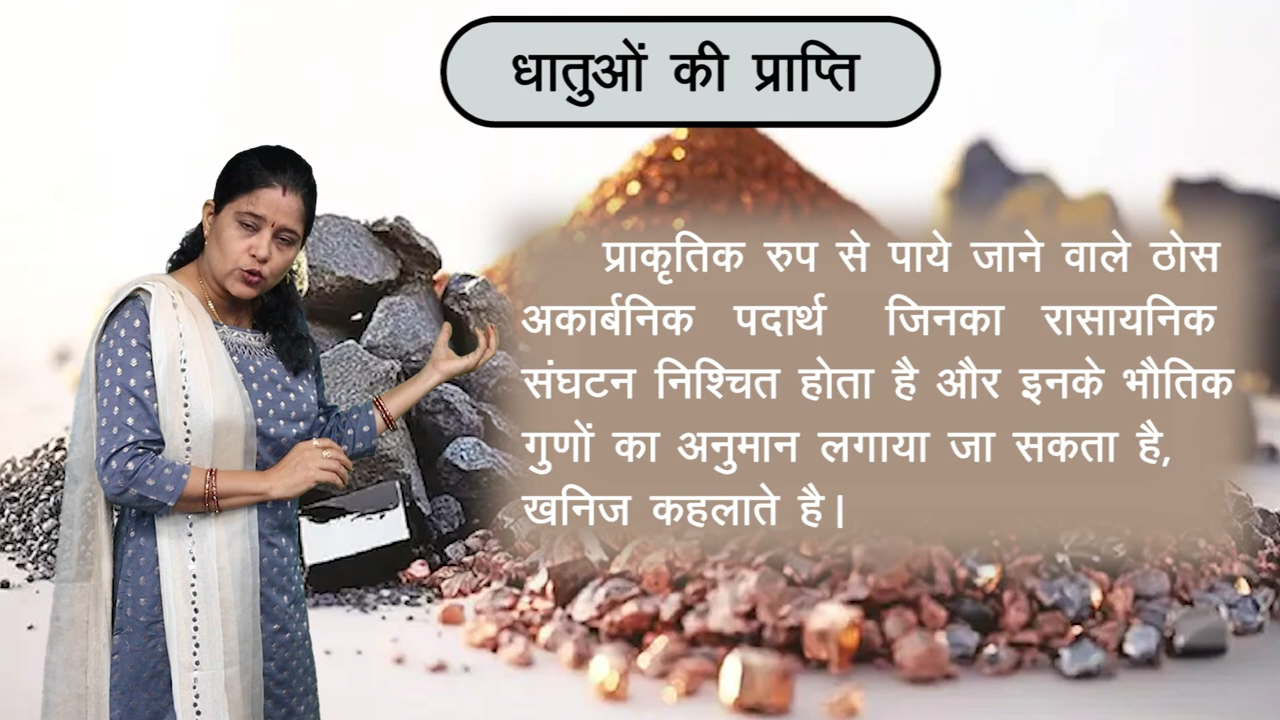 धातुओं की प्राप्ति
प्राकृतिक रुप से पाये जाने वाले ठोस
अकार्बनिक पदार्थ जिनका रासायनिक
संघटन निश्चित होता है और इनके भौतिक
गुणों का अनुमान लगाया जा सकता है,
खनिज कहलाते है।